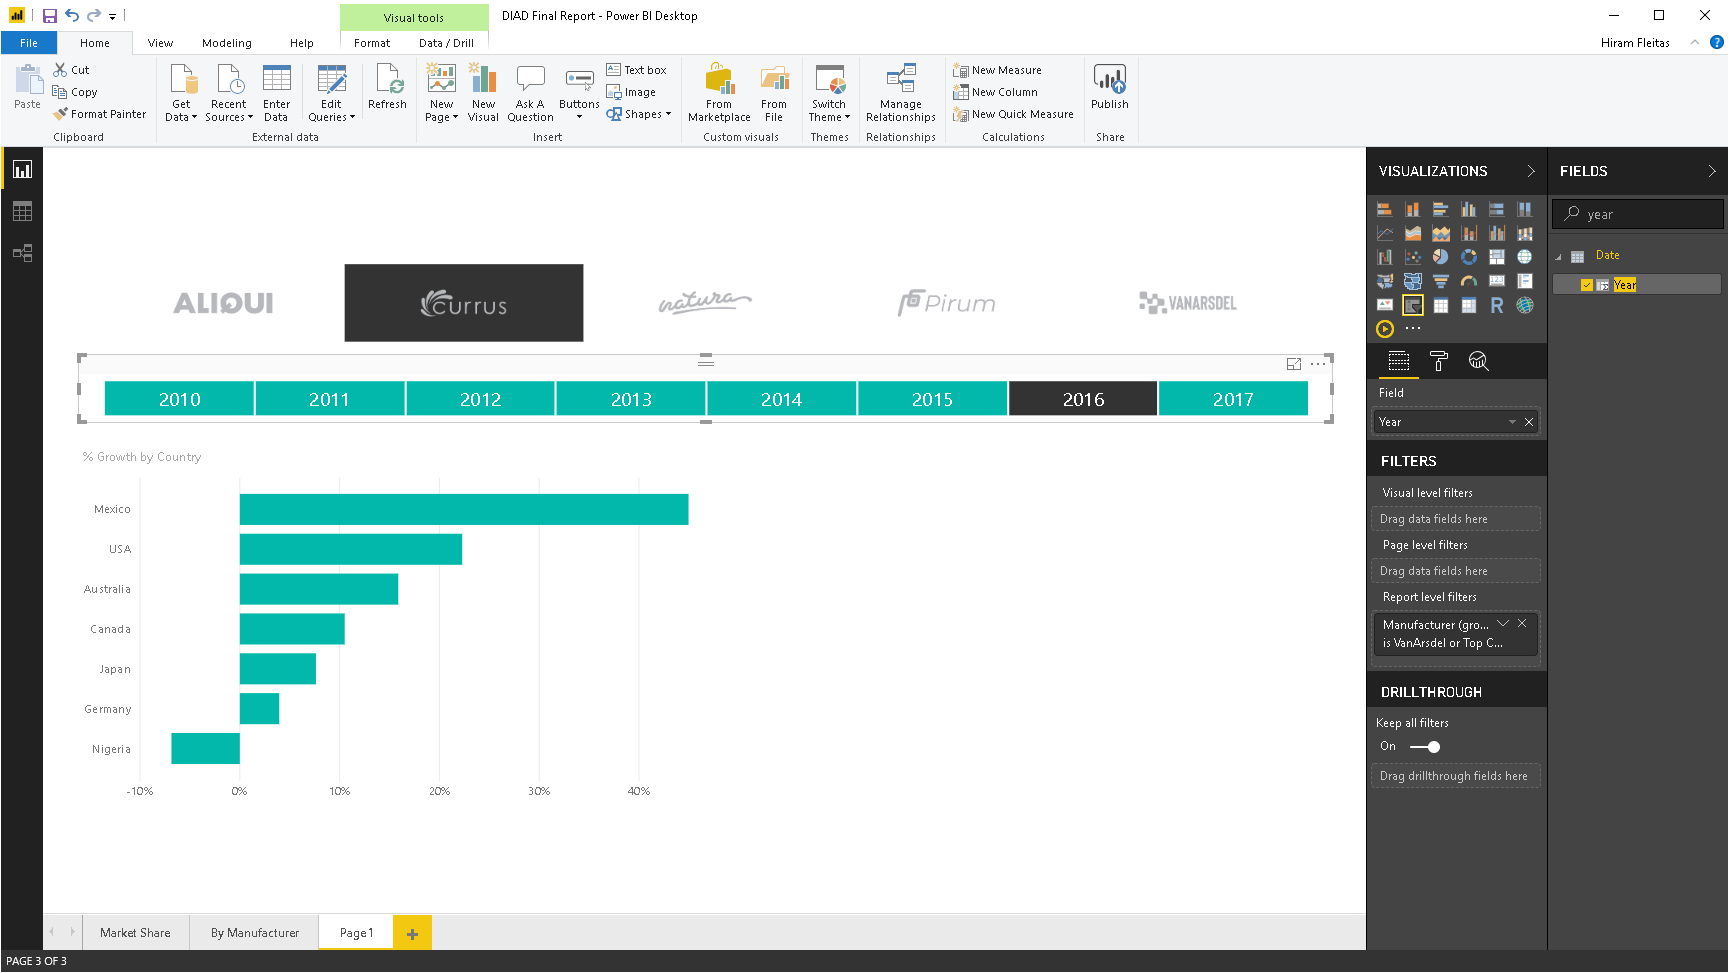 Visual tools
DIAD Final Report - Power BI Desktop
File
Home
View
Modeling
Help
Format
Data / Drill
Hiram Fleitas
Paste
Cut
Copy
Format Painter
Clipboard
Get Data
Recent Sources
Enter Data
Edit Queries
Refresh
External data
New Page
New Visual
Ask A Question
Buttons
Text box
Image
Shapes
Insert
From Marketplace
From File
Custom visuals
Switch Theme
Themes
Manage Relationships
Relationships
New Measure
New Column
New Quick Measure
Calculations
Publish
Share
ALIQUI
currus
natura
Pirum
VANARSDEL
2010
2011
2012
2013
2014
2015
2016
2017
% Growth by Country
Mexico
USA
Australia
Canada
Japan
Germany
Nigeria
-10%
0%
10%
20%
30%
40%
VISUALIZATIONS
R
Field
Year
FILTERS
Visual level filters
Drag data fields here
Page level filters
Drag data fields here
Report level filters
Manufacturer (gro...
is VanArsdel or Top C...
DRILLTHROUGH
Keep all filters
On
Drag drillthrough fields here
FIELDS
year
Date
Year
Market Share
By Manufacturer
Page 1
PAGE 3 OF 3